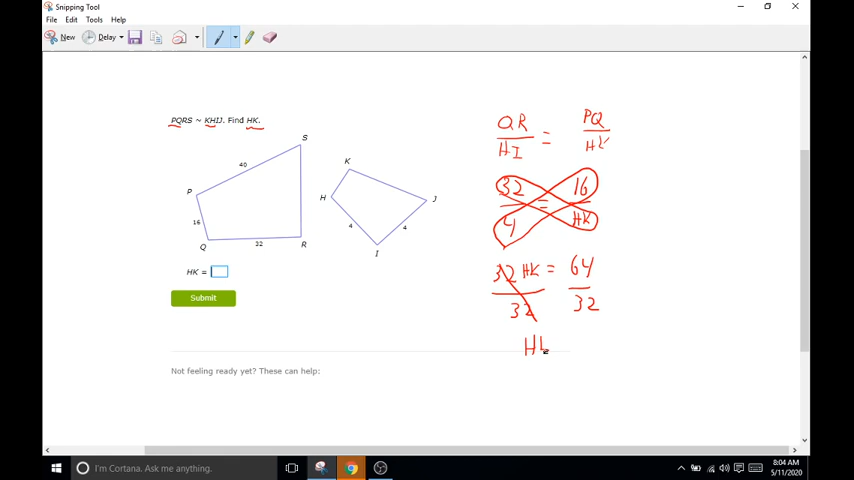 Snipping Tool
File Edit Tools Help
New Delay
PQRS ~ KHIJ. Find HK.
S
40
K
P
H
J
16
4
4
32
Q
R
I
HK =
Submit
QR PQ
= 
HI HK
32 16
=
4 HK
32 HK = 64
32 32
HK
Not feeling ready yet? These can help:
I'm Cortana. Ask me anything.
8:04 AM
5/11/2020